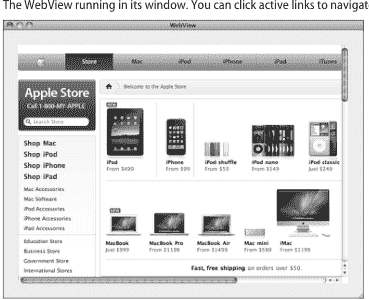 The WebView running in its window. You can click active links to navigat
WebView
Store Mac iPod iPhone iPad iTunes
Apple Store
Call 1-800-MY-APPLE
Search Store
Welcome to the Apple Store
Shop Mac
Shop iPod
Shop iPhone
Shop iPad
Mac Accessories
Mac Software
iPod Accessories
iPhone Accessories
iPad Accessories
Education Store
Business Store
Government Store
International Stores
NEW
iPad
From $499
iPhone
From $99
iPod shuffle
From $59
iPod nano
From $149
iPod classic
Just $249
NEW
MacBook
Just $999
MacBook Pro
From $1199
MacBook Air
From $1499
Mac mini
From $599
iMac
From $1199
Fast, free shipping on orders over $50.